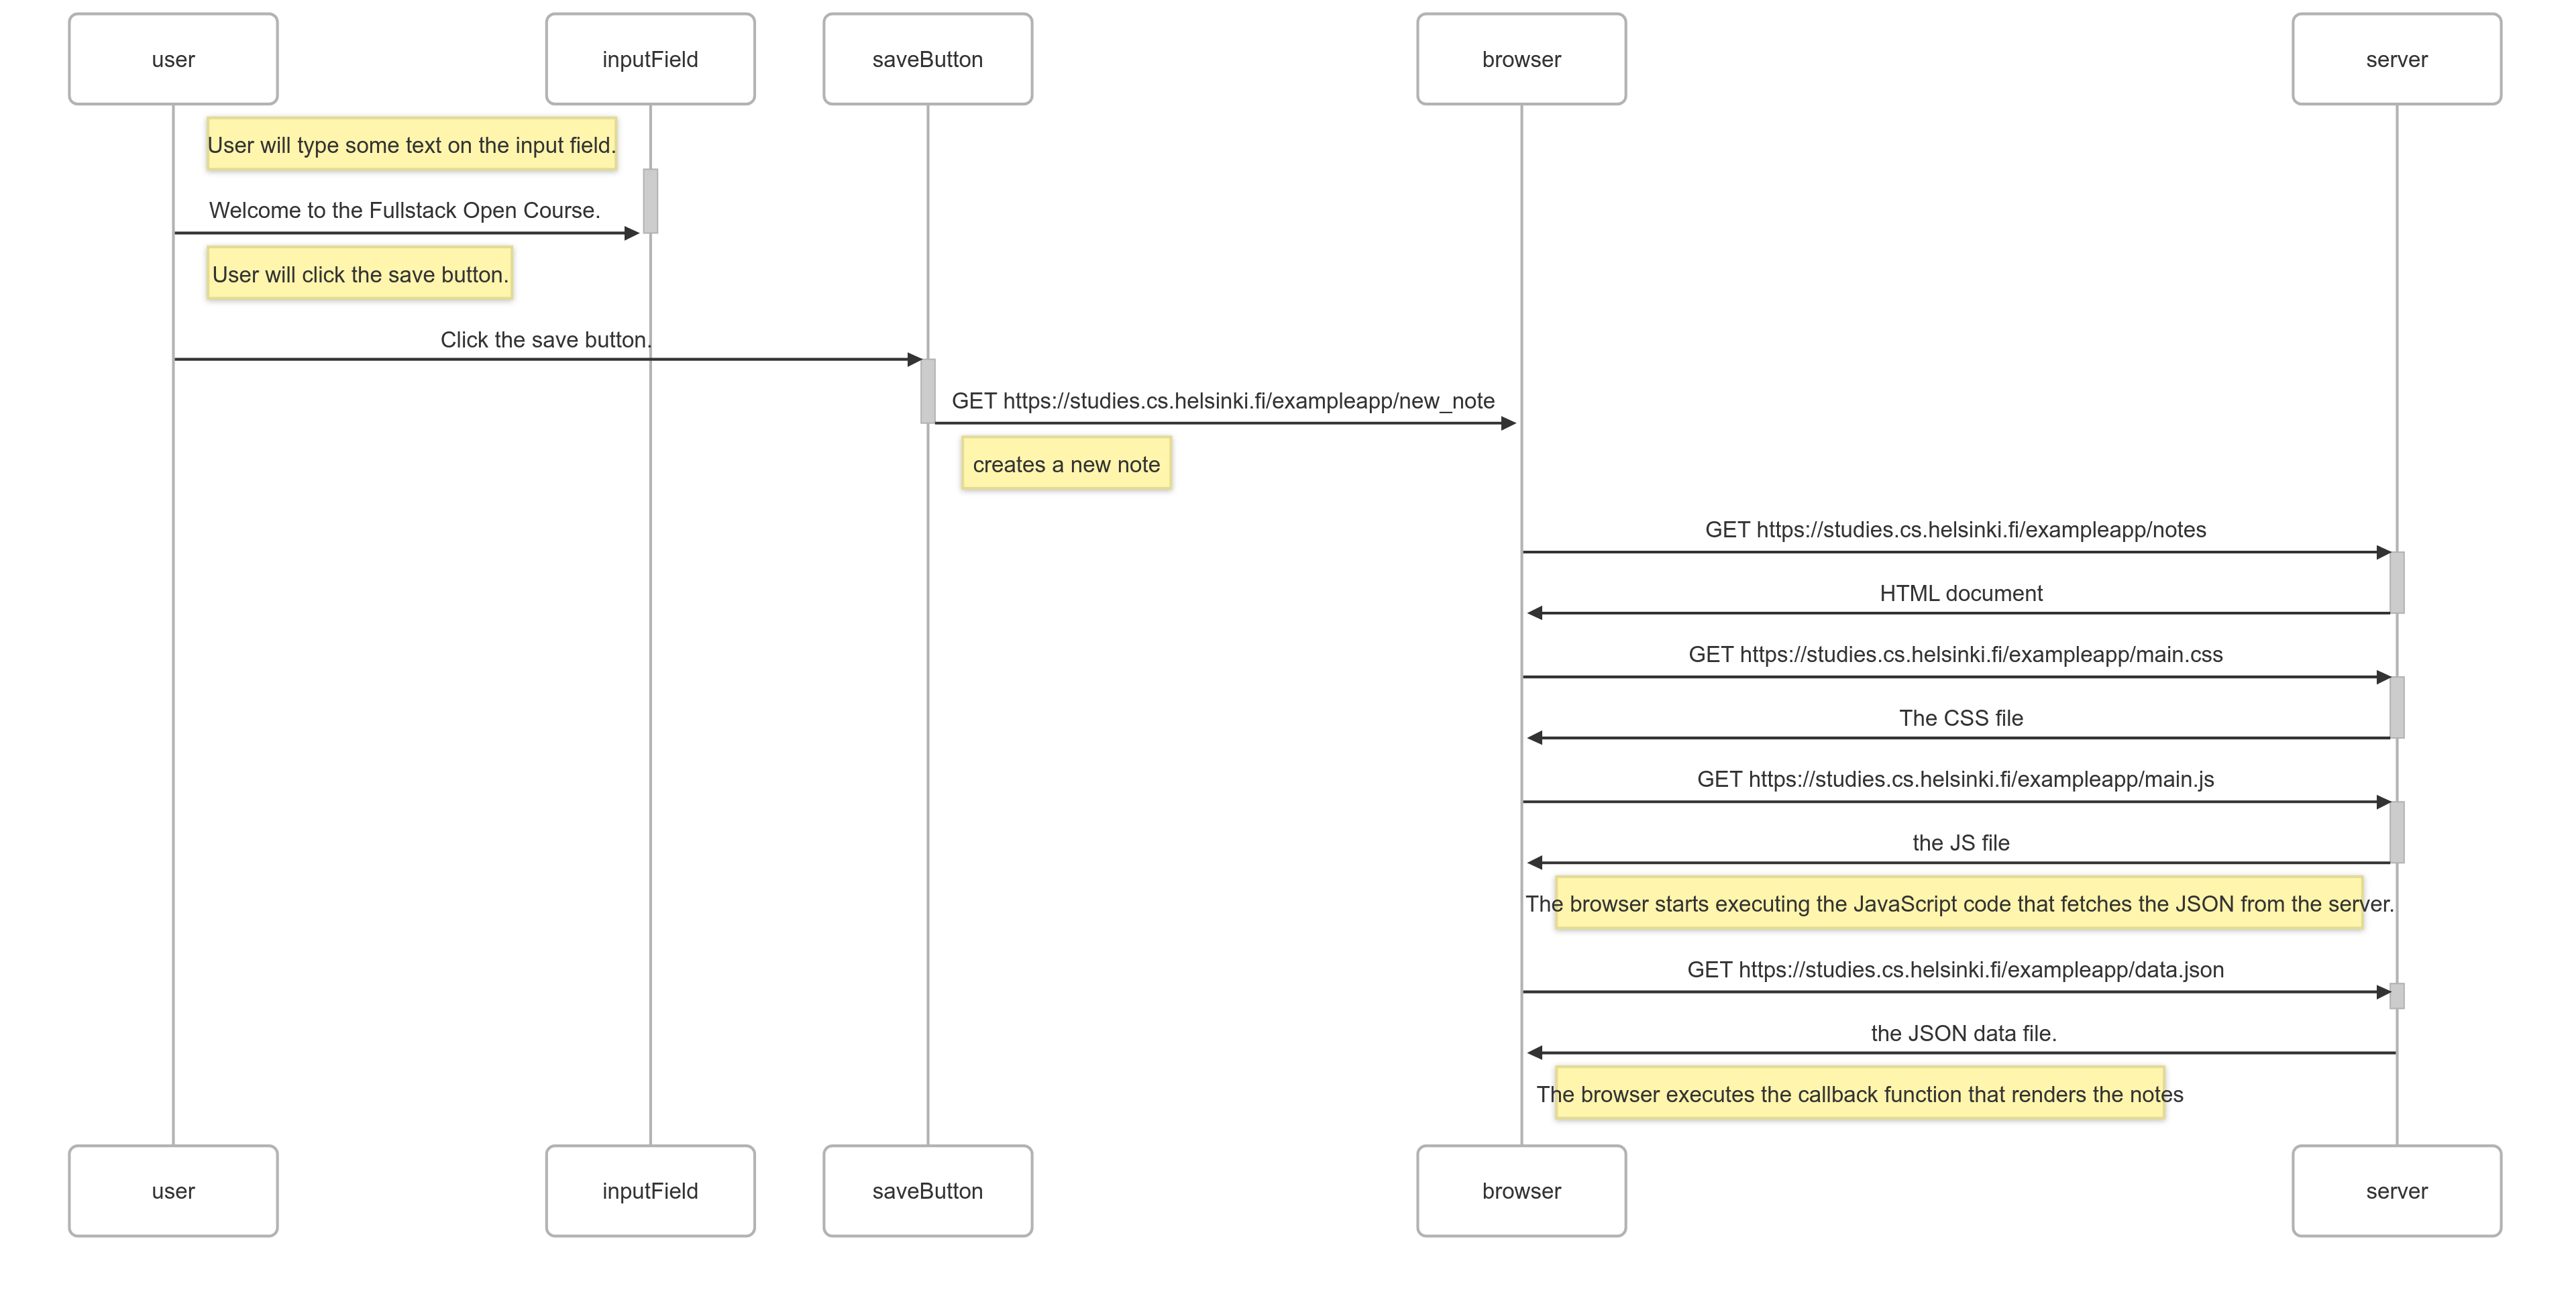 user
inputField
saveButton
browser
server
User will type some text on the input field.
Welcome to the Fullstack Open Course.
User will click the save button.
Click the save button.
GET https://studies.cs.helsinki.fi/exampleapp/new_note
creates a new note
GET https://studies.cs.helsinki.fi/exampleapp/notes
HTML document
GET https://studies.cs.helsinki.fi/exampleapp/main.css
The CSS file
GET https://studies.cs.helsinki.fi/exampleapp/main.js
the JS file
The browser starts executing the JavaScript code that fetches the JSON from the server.
GET https://studies.cs.helsinki.fi/exampleapp/data.json
the JSON data file.
The browser executes the callback function that renders the notes
user
inputField
saveButton
browser
server